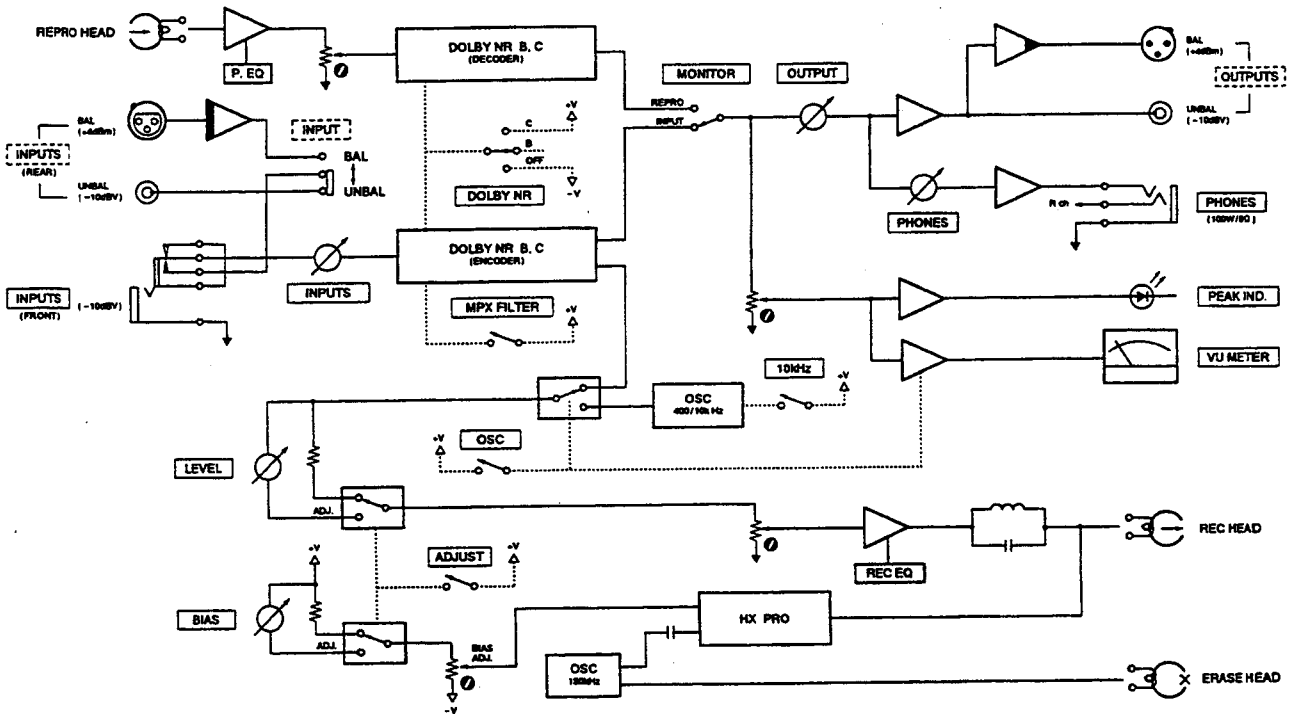 REPRO HEAD
P. EQ
DOLBY NR B, C
(DECODER)
MONITOR
OUTPUT
REPRO
INPUT
BAL
(+4dBm)
OUTPUTS
UNBAL
(-10dBV)
INPUTS
(REAR)
BAL
(+4dBm)
UNBAL
(-10dBV)
INPUT
BAL
UNBAL
+V
C
B
OFF
-V
DOLBY NR
PHONES
R ch
PHONES
(100W/8Ω)
DOLBY NR B, C
(ENCODER)
INPUTS
(FRONT)
(-10dBV)
INPUTS
MPX FILTER
+V
PEAK IND.
VU METER
10kHz
+V
OSC
400/10k Hz
OSC
+V
LEVEL
ADJ.
ADJUST
+V
+V
REC EQ
REC HEAD
BIAS
ADJ.
BIAS
ADJ.
-V
HX PRO
OSC
ERASE HEAD